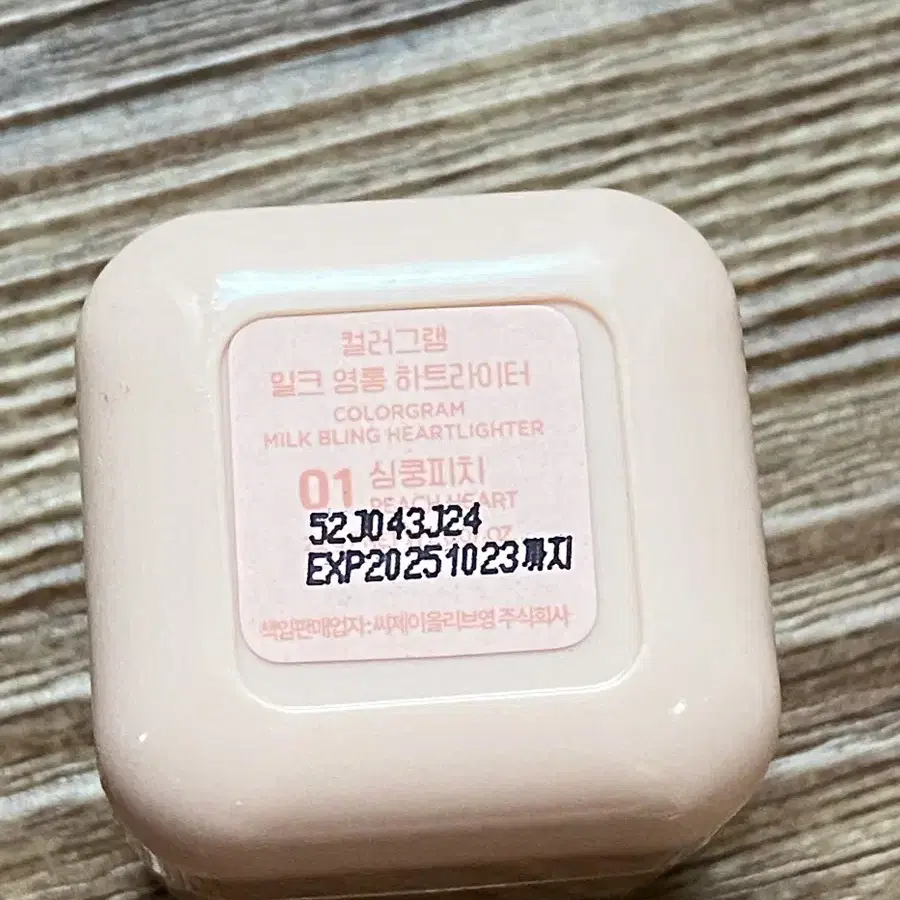 컬러그램
밀크 영롱 하트라이터
COLORGRAM
MILK BLING HEARTLIGHTER
01 심쿵피치
PEACH HEART
52J043J24
EXP20251023까지
책임판매업자:씨제이올리브영 주식회사